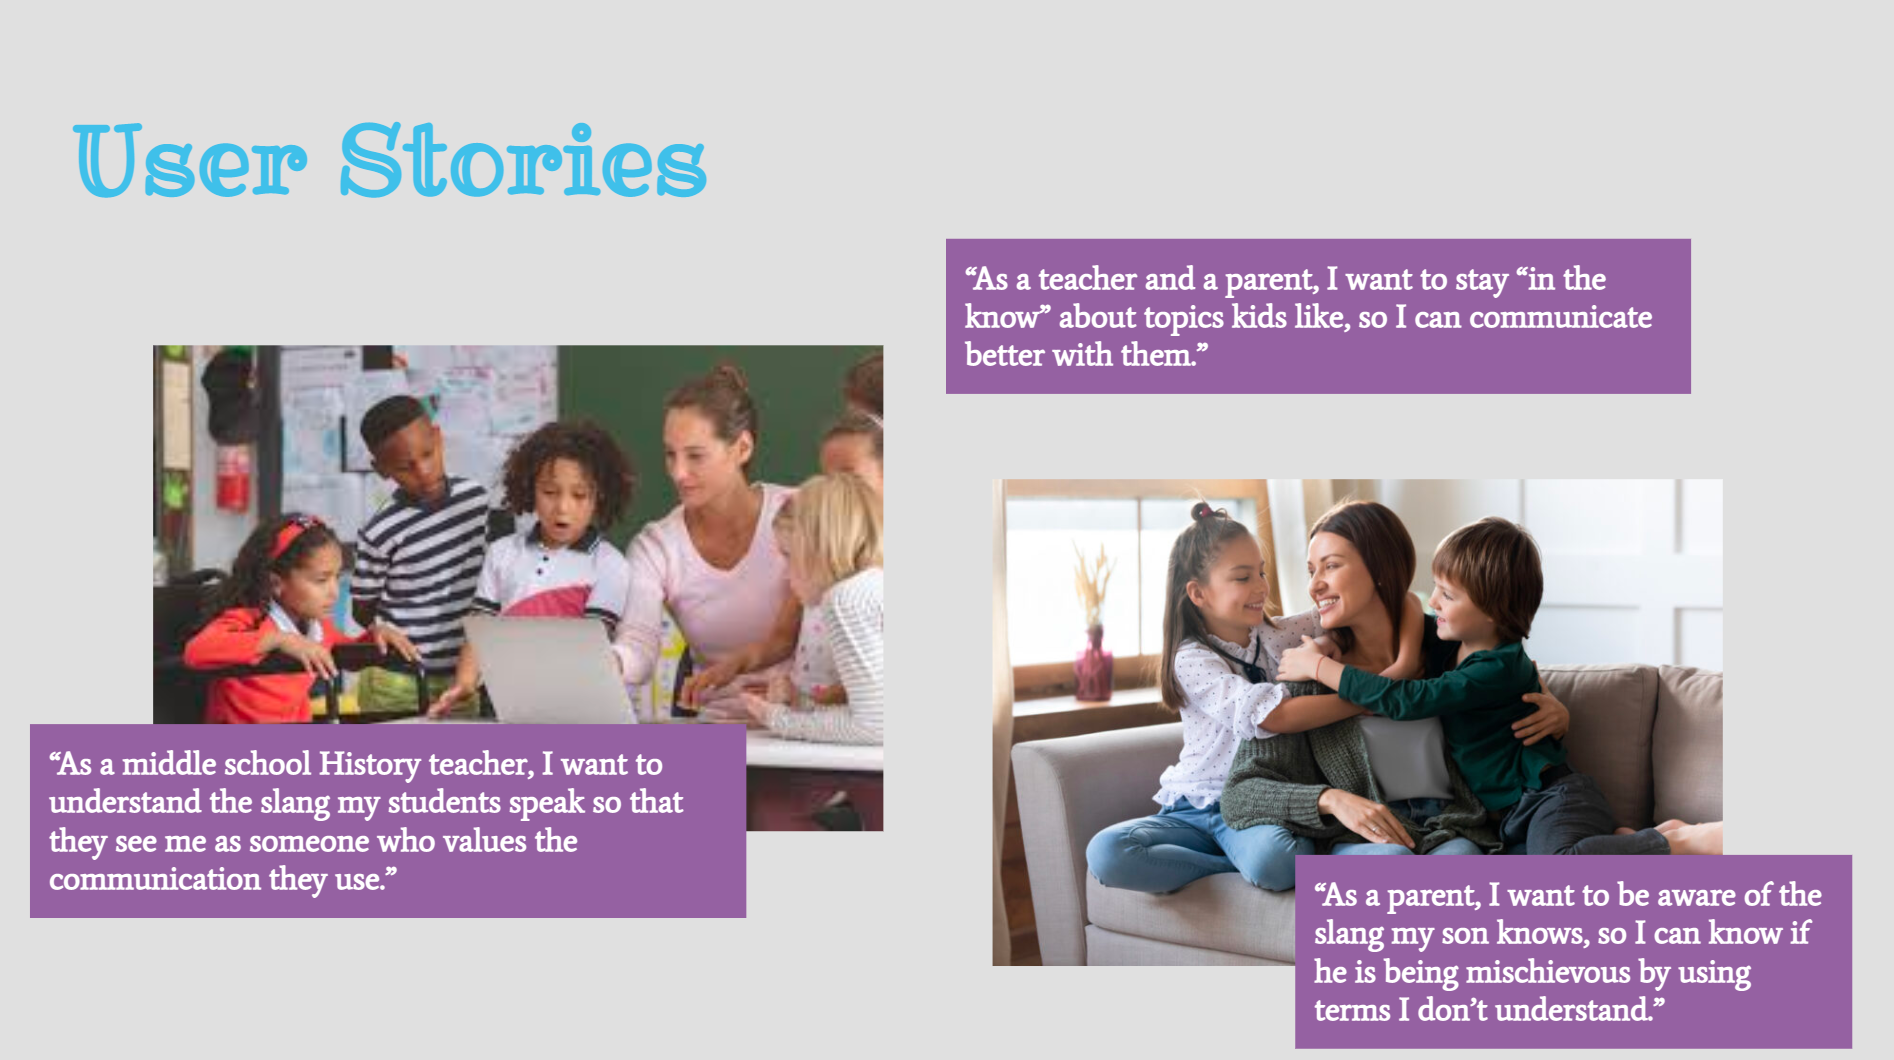 User Stories
“As a teacher and a parent, I want to stay “in the
know” about topics kids like, so I can communicate
better with them.”
“As a middle school History teacher, I want to
understand the slang my students speak so that
they see me as someone who values the
communication they use.”
“As a parent, I want to be aware of the
slang my son knows, so I can know if
he is being mischievous by using
terms I don’t understand.”